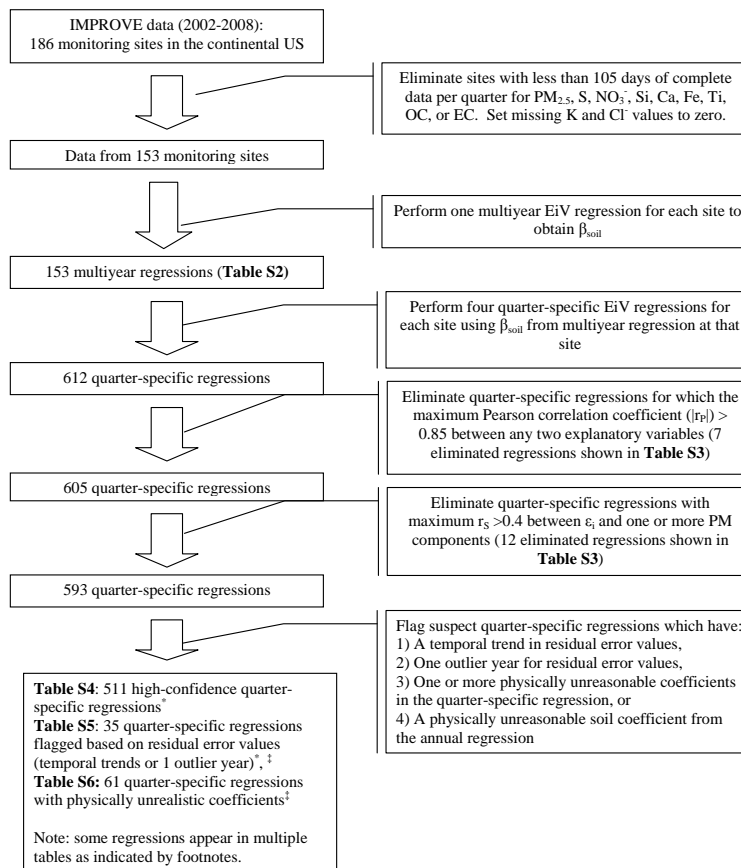 IMPROVE data (2002-2008):
186 monitoring sites in the continental US
Eliminate sites with less than 105 days of complete
data per quarter for PM2.5, S, NO3-, Si, Ca, Fe, Ti,
OC, or EC. Set missing K and Cl- values to zero.
Data from 153 monitoring sites
Perform one multiyear EiV regression for each site to
obtain βsoil
153 multiyear regressions (Table S2)
Perform four quarter-specific EiV regressions for
each site using βsoil from multiyear regression at that
site
612 quarter-specific regressions
Eliminate quarter-specific regressions for which the
maximum Pearson correlation coefficient (|rP|) >
0.85 between any two explanatory variables (7
eliminated regressions shown in Table S3)
605 quarter-specific regressions
Eliminate quarter-specific regressions with
maximum rS >0.4 between εi and one or more PM
components (12 eliminated regressions shown in
Table S3)
593 quarter-specific regressions
Flag suspect quarter-specific regressions which have:
1) A temporal trend in residual error values,
2) One outlier year for residual error values,
3) One or more physically unreasonable coefficients
in the quarter-specific regression, or
4) A physically unreasonable soil coefficient from
the annual regression
Table S4: 511 high-confidence quarter-
specific regressions*
Table S5: 35 quarter-specific regressions
flagged based on residual error values
(temporal trends or 1 outlier year)*, ‡
Table S6: 61 quarter-specific regressions
with physically unrealistic coefficients‡
Note: some regressions appear in multiple
tables as indicated by footnotes.